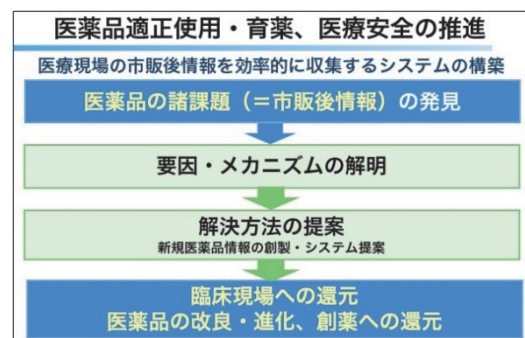 医薬品適正使用・育薬、医療安全の推進
医療現場の市販後情報を効率的に収集するシステムの構築
医薬品の諸課題（＝市販後情報）の発見
要因・メカニズムの解明
解決方法の提案
新規医薬品情報の創製・システム提案
臨床現場への還元
医薬品の改良・進化、創薬への還元